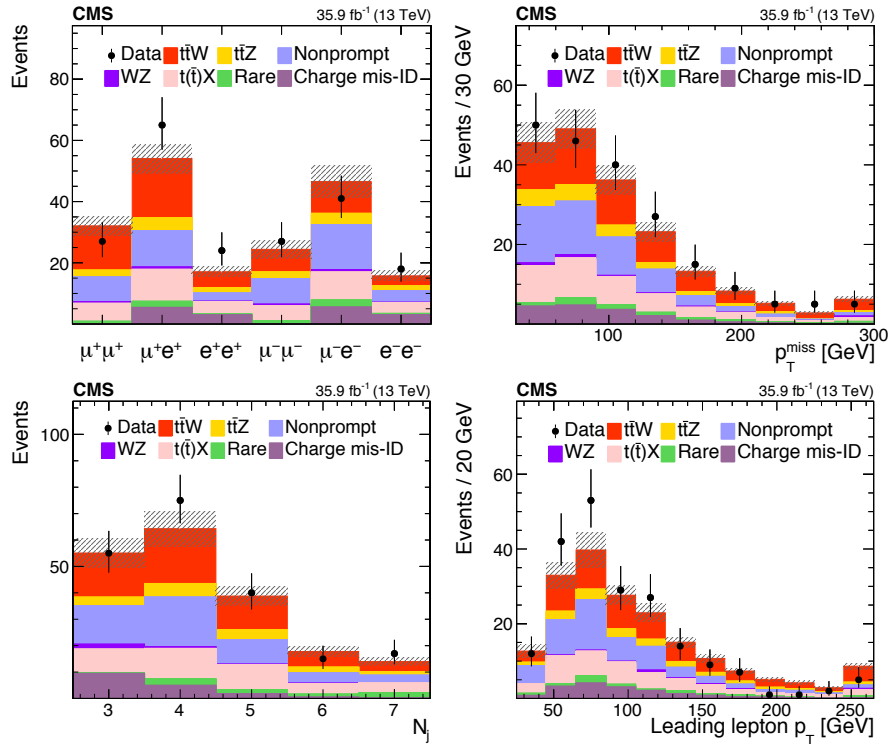 CMS 35.9 fb⁻¹ (13 TeV)
Events
Data tt̄W tt̄Z Nonprompt
WZ t(t̄)X Rare Charge mis-ID
80
60
40
20
μ⁺μ⁺ μ⁺e⁺ e⁺e⁺ μ⁻μ⁻ μ⁻e⁻ e⁻e⁻
CMS 35.9 fb⁻¹ (13 TeV)
Events / 30 GeV
Data tt̄W tt̄Z Nonprompt
WZ t(t̄)X Rare Charge mis-ID
60
40
20
100 200 300
p_T^miss [GeV]
CMS 35.9 fb⁻¹ (13 TeV)
Events
Data tt̄W tt̄Z Nonprompt
WZ t(t̄)X Rare Charge mis-ID
100
50
3 4 5 6 7
N_j
CMS 35.9 fb⁻¹ (13 TeV)
Events / 20 GeV
Data tt̄W tt̄Z Nonprompt
WZ t(t̄)X Rare Charge mis-ID
60
40
20
50 100 150 200 250
Leading lepton p_T [GeV]